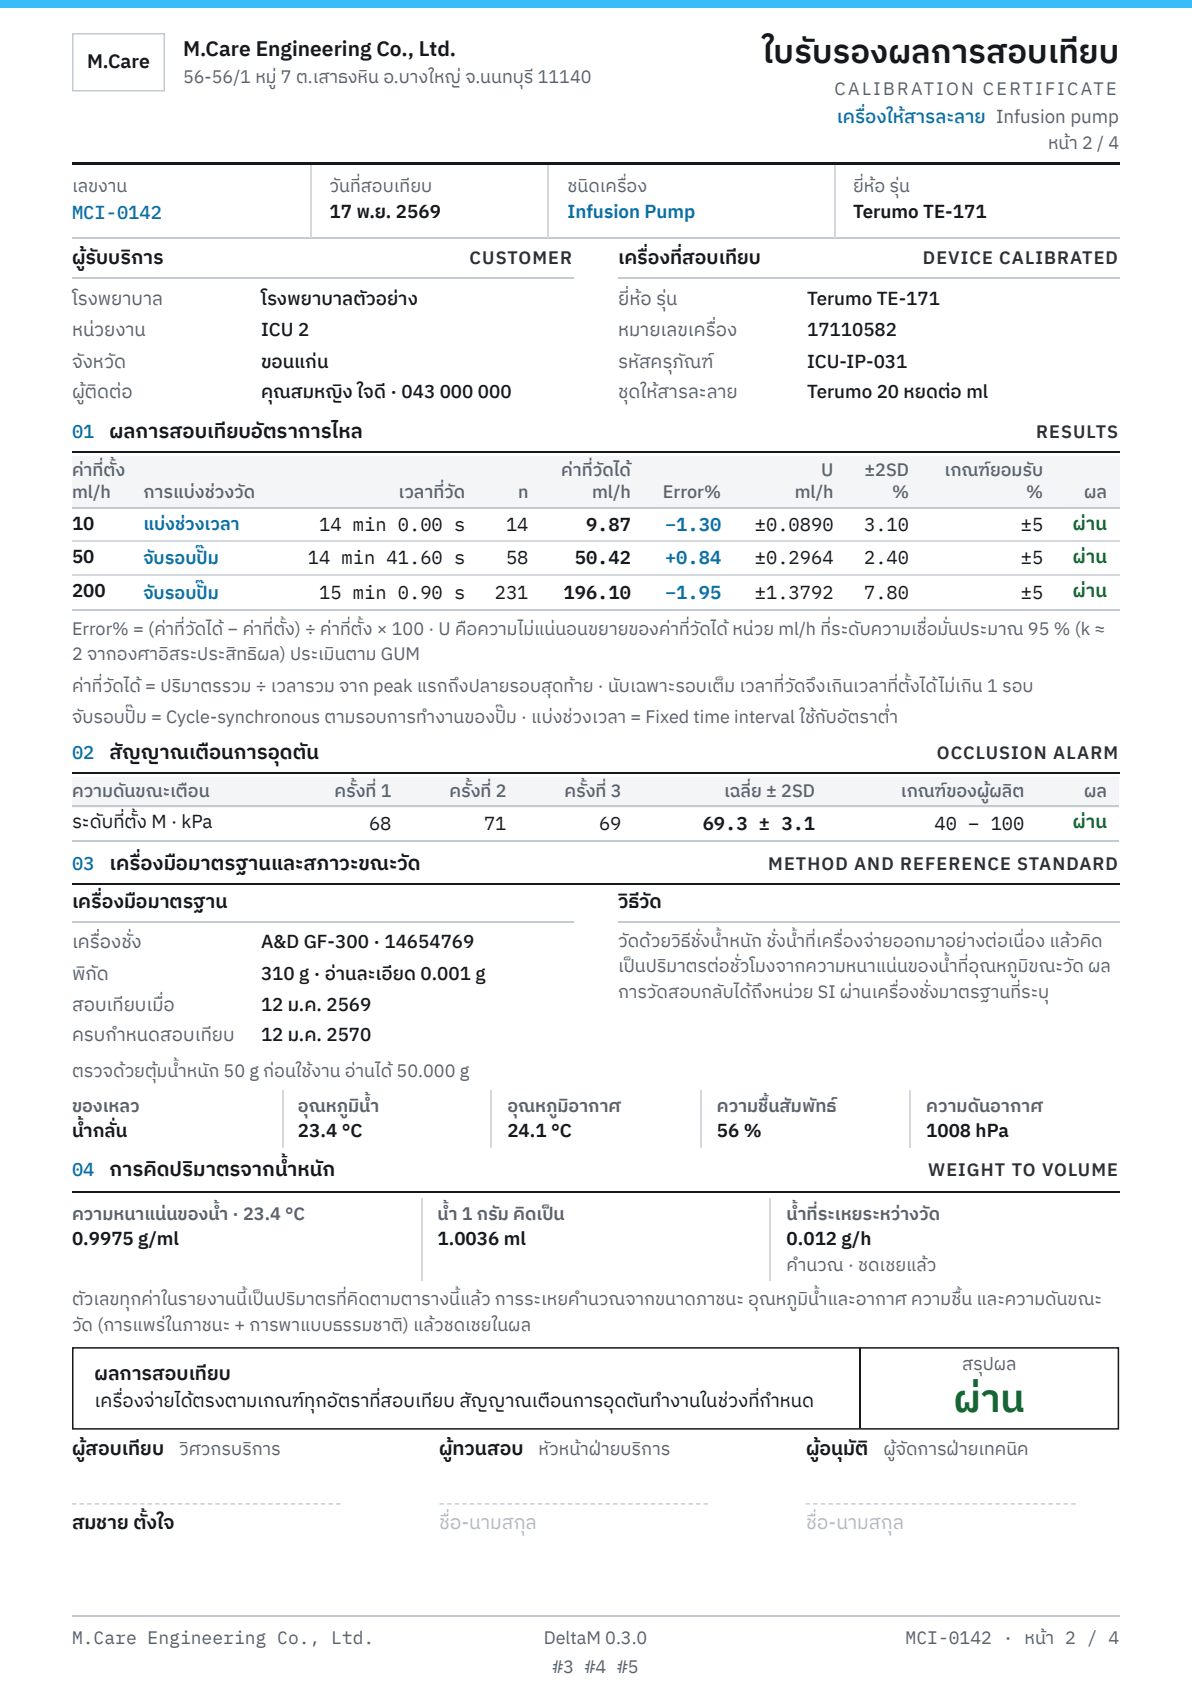 M.Care
M.Care Engineering Co., Ltd.
56-56/1 หมู่ 7 ต.เสาธงหิน อ.บางใหญ่ จ.นนทบุรี 11140
ใบรับรองผลการสอบเทียบ
CALIBRATION CERTIFICATE
เครื่องให้สารละลาย Infusion pump
หน้า 2 / 4
เลขงาน วันที่สอบเทียบ ชนิดเครื่อง ยี่ห้อ รุ่น
MCI-0142 17 พ.ย. 2569 Infusion Pump Terumo TE-171
ผู้รับบริการ CUSTOMER เครื่องที่สอบเทียบ DEVICE CALIBRATED
โรงพยาบาล โรงพยาบาลตัวอย่าง ยี่ห้อ รุ่น Terumo TE-171
หน่วยงาน ICU 2 หมายเลขเครื่อง 17110582
จังหวัด ขอนแก่น รหัสครุภัณฑ์ ICU-IP-031
ผู้ติดต่อ คุณสมหญิง ใจดี · 043 000 000 ชุดให้สารละลาย Terumo 20 หยดต่อ ml
01 ผลการสอบเทียบอัตราการไหล RESULTS
ค่าที่ตั้ง ค่าที่วัดได้ U ±2SD เกณฑ์ยอมรับ
ml/h การแบ่งช่วงวัด เวลาที่วัด n ml/h Error% ml/h % % ผล
10 แบ่งช่วงเวลา 14 min 0.00 s 14 9.87 −1.30 ±0.0890 3.10 ±5 ผ่าน
50 จับรอบปั๊ม 14 min 41.60 s 58 50.42 +0.84 ±0.2964 2.40 ±5 ผ่าน
200 จับรอบปั๊ม 15 min 0.90 s 231 196.10 −1.95 ±1.3792 7.80 ±5 ผ่าน
Error% = (ค่าที่วัดได้ − ค่าที่ตั้ง) ÷ ค่าที่ตั้ง × 100 · U คือความไม่แน่นอนขยายของค่าที่วัดได้ หน่วย ml/h ที่ระดับความเชื่อมั่นประมาณ 95 % (k ≈
2 จากองศาอิสระประสิทธิผล) ประเมินตาม GUM
ค่าที่วัดได้ = ปริมาตรรวม ÷ เวลารวม จาก peak แรกถึงปลายรอบสุดท้าย · นับเฉพาะรอบเต็ม เวลาที่วัดจึงเกินเวลาที่ตั้งได้ไม่เกิน 1 รอบ
จับรอบปั๊ม = Cycle-synchronous ตามรอบการทำงานของปั๊ม · แบ่งช่วงเวลา = Fixed time interval ใช้กับอัตราต่ำ
02 สัญญาณเตือนการอุดตัน OCCLUSION ALARM
ความดันขณะเตือน ครั้งที่ 1 ครั้งที่ 2 ครั้งที่ 3 เฉลี่ย ± 2SD เกณฑ์ของผู้ผลิต ผล
ระดับที่ตั้ง M · kPa 68 71 69 69.3 ± 3.1 40 − 100 ผ่าน
03 เครื่องมือมาตรฐานและสภาวะขณะวัด METHOD AND REFERENCE STANDARD
เครื่องมือมาตรฐาน วิธีวัด
เครื่องชั่ง A&D GF-300 · 14654769
พิกัด 310 g · อ่านละเอียด 0.001 g
สอบเทียบเมื่อ 12 ม.ค. 2569
ครบกำหนดสอบเทียบ 12 ม.ค. 2570
วัดด้วยวิธีชั่งน้ำหนัก ชั่งน้ำที่เครื่องจ่ายออกมาอย่างต่อเนื่อง แล้วคิด
เป็นปริมาตรต่อชั่วโมงจากความหนาแน่นของน้ำที่อุณหภูมิขณะวัด ผล
การวัดสอบกลับได้ถึงหน่วย SI ผ่านเครื่องชั่งมาตรฐานที่ระบุ
ตรวจด้วยตุ้มน้ำหนัก 50 g ก่อนใช้งาน อ่านได้ 50.000 g
ของเหลว อุณหภูมิน้ำ อุณหภูมิอากาศ ความชื้นสัมพัทธ์ ความดันอากาศ
น้ำกลั่น 23.4 °C 24.1 °C 56 % 1008 hPa
04 การคิดปริมาตรจากน้ำหนัก WEIGHT TO VOLUME
ความหนาแน่นของน้ำ · 23.4 °C น้ำ 1 กรัม คิดเป็น น้ำที่ระเหยระหว่างวัด
0.9975 g/ml 1.0036 ml 0.012 g/h
คำนวณ · ชดเชยแล้ว
ตัวเลขทุกค่าในรายงานนี้เป็นปริมาตรที่คิดตามตารางนี้แล้ว การระเหยคำนวณจากขนาดภาชนะ อุณหภูมิน้ำและอากาศ ความชื้น และความดันขณะ
วัด (การแพร่ในภาชนะ + การพาแบบธรรมชาติ) แล้วชดเชยในผล
ผลการสอบเทียบ
เครื่องจ่ายได้ตรงตามเกณฑ์ทุกอัตราที่สอบเทียบ สัญญาณเตือนการอุดตันทำงานในช่วงที่กำหนด
สรุปผล
ผ่าน
ผู้สอบเทียบ วิศวกรบริการ ผู้ทวนสอบ หัวหน้าฝ่ายบริการ ผู้อนุมัติ ผู้จัดการฝ่ายเทคนิค
สมชาย ตั้งใจ ชื่อ-นามสกุล ชื่อ-นามสกุล
M.Care Engineering Co., Ltd. DeltaM 0.3.0 MCI-0142 · หน้า 2 / 4
#3 #4 #5